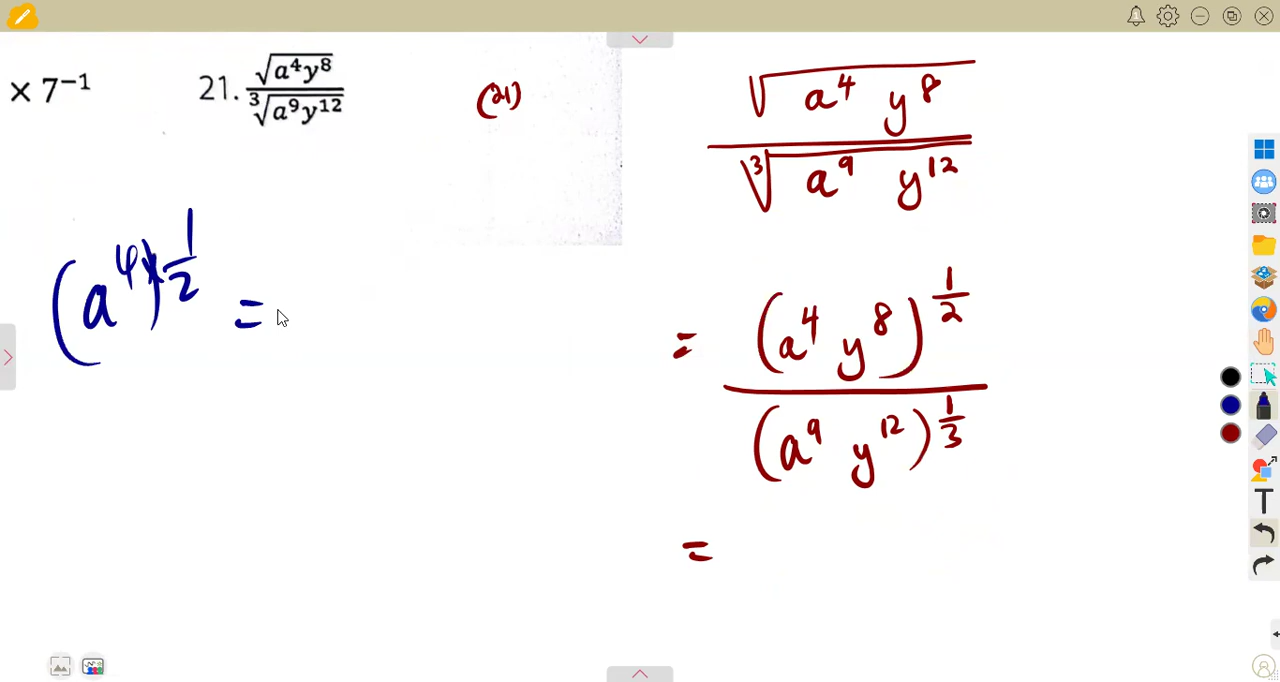 × 7⁻¹ 21. √(a⁴y⁸) / ∛(a⁹y¹²)
(21) √(a⁴ y⁸) / ∛(a⁹ y¹²)
(a⁴)^(1/2) =
= (a⁴ y⁸)^(1/2) / (a⁹ y¹²)^(1/3)
=
T